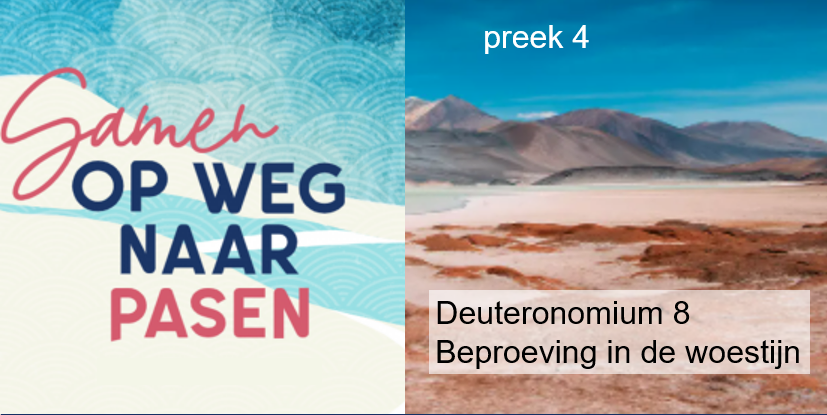 Samen
OP WEG
NAAR
PASEN
preek 4
Deuteronomium 8
Beproeving in de woestijn